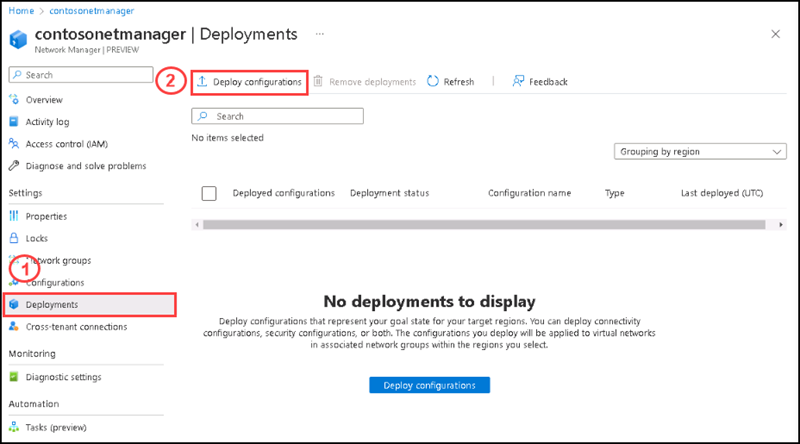 Home > contosonetmanager
contosonetmanager | Deployments ...
Network Manager | PREVIEW
Search
Overview
Activity log
Access control (IAM)
Diagnose and solve problems
Settings
Properties
Locks
Network groups
1
Configurations
Deployments
Cross-tenant connections
Monitoring
Diagnostic settings
Automation
Tasks (preview)
2
Deploy configurations Remove deployments Refresh | Feedback
Search
No items selected
Grouping by region
Deployed configurations Deployment status Configuration name Type Last deployed (UTC)
No deployments to display
Deploy configurations that represent your goal state for your target regions. You can deploy connectivity
configurations, security configurations, or both. The configurations you deploy will be applied to virtual networks
in associated network groups within the regions you select.
Deploy configurations